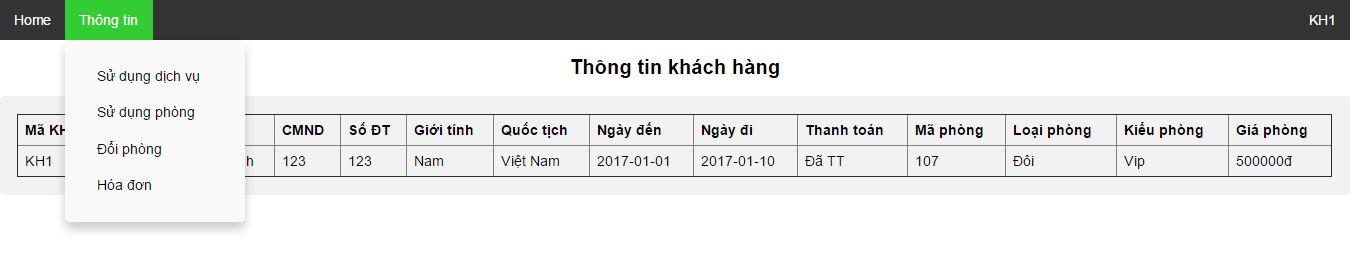 Home Thông tin KH1
Thông tin khách hàng
Sử dụng dịch vụ
Sử dụng phòng
Đổi phòng
Hóa đơn
Mã KH CMND Số ĐT Giới tính Quốc tịch Ngày đến Ngày đi Thanh toán Mã phòng Loại phòng Kiểu phòng Giá phòng
KH1 123 123 Nam Việt Nam 2017-01-01 2017-01-10 Đã TT 107 Đôi Vip 500000đ